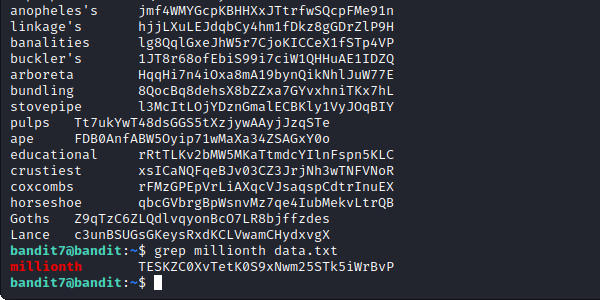 anopheles's jmf4WMYGcpKBHHXxJTtrfwSQcpFMe91n
linkage's hjjLXuLEJdqbCy4hm1fDkz8gGDrZlP9H
banalities lg8QqlGxeJhW5r7CjoKICCeX1fSTp4VP
buckler's 1JT8r68ofEbiS99i7ciW1QHHuAE1IDZQ
arboreta HqqHi7n4iOxa8mA19bynQikNhlJuW77E
bundling 8QocBq8dehsX8bZZxa7GYvxhniTKx7hL
stovepipe l3McItLOjYDznGmalECBKly1VyJOqBIY
pulps Tt7ukYwT48dsGGS5tXzjywAAyjJzqSTe
ape FDB0AnfABW5Oyip71wMaXa34ZSAGxY0o
educational rRtTLKv2bMW5MKaTtmdcYIlnFspn5KLC
crustiest xsICaNQFqeBJv03CZ3JrjNh3wTNFVNoR
coxcombs rFMzGPEpVrLiAXqcVJsaqspCdtrInuEX
horseshoe qbcGVbrgBpWsnvMz7qe4IubMekvLtrQB
Goths Z9qTzC6ZLQdlvqyonBcO7LR8bjffzdes
Lance c3unBSUGsGKeysRxdKCLVwamCHydxvgX
bandit7@bandit:~$ grep millionth data.txt
millionth TESKZC0XvTetK0S9xNwm25STk5iWrBvP
bandit7@bandit:~$